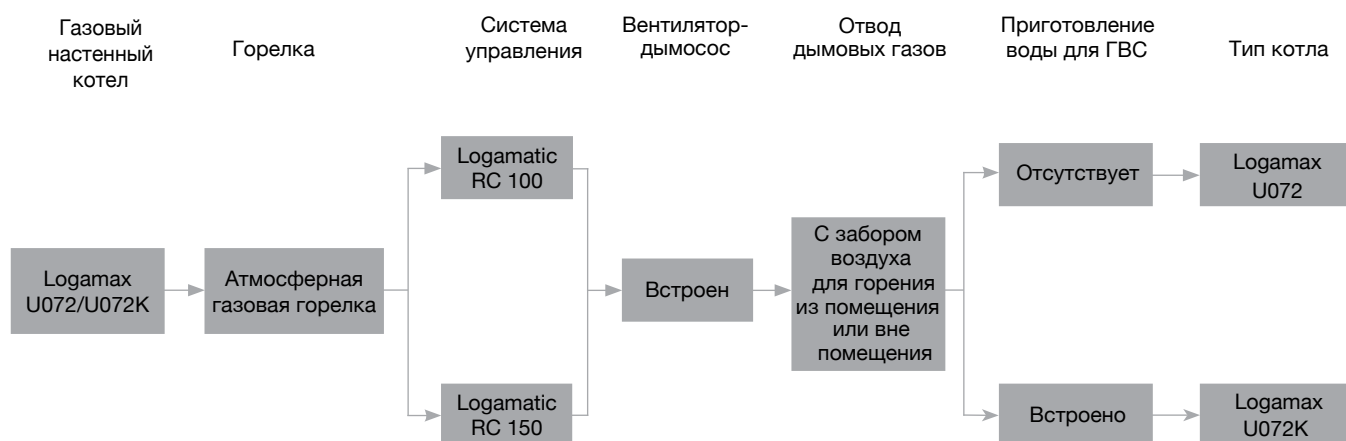 Газовый
настенный
котел
Горелка
Система
управления
Вентилятор-
дымосос
Отвод
дымовых газов
Приготовление
воды для ГВС
Тип котла
Logamax
U072/U072K
Атмосферная
газовая горелка
Logamatic
RC 100
Logamatic
RC 150
Встроен
С забором
воздуха
для горения
из помещения
или вне
помещения
Отсутствует
Logamax
U072
Встроено
Logamax
U072K